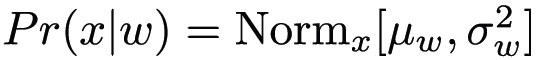 Pr(x|w) = Norm_x[μ_w, σ_w^2]